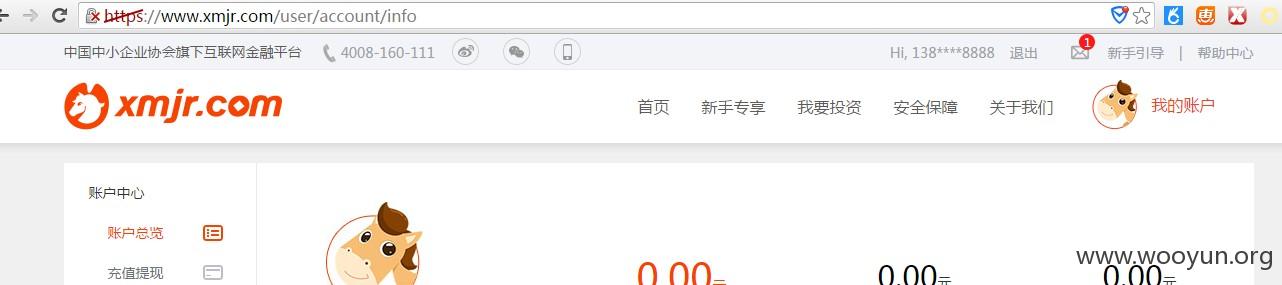 https://www.xmjr.com/user/account/info
中国中小企业协会旗下互联网金融平台 4008-160-111 Hi, 138****8888 退出 1 新手引导 | 帮助中心
xmjr.com 首页 新手专享 我要投资 安全保障 关于我们 我的账户
惠
账户中心
账户总览
充值提现
0.00元 0.00元 0.00元
www.wooyun.org